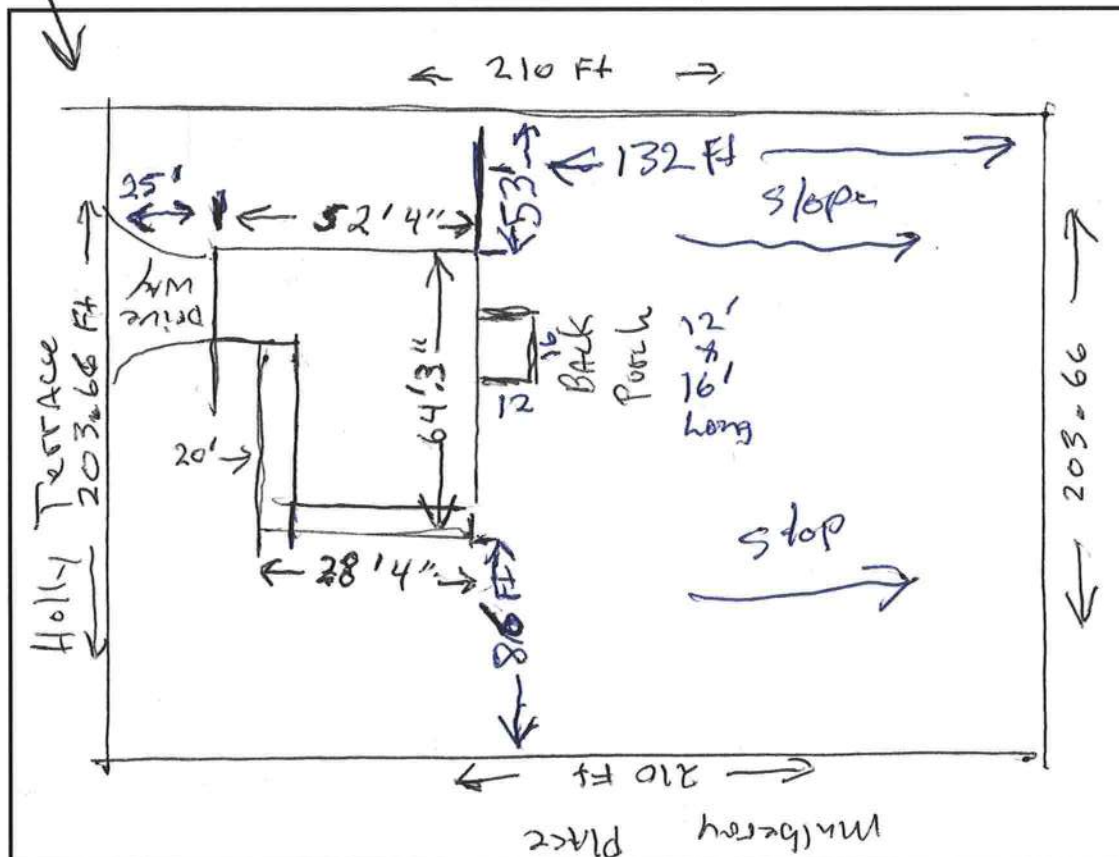 210 Ft
132 Ft
53'
25'
52'4"
slope
Drive
WAY
Holly Terrace
203.66 Ft
64'3"
16
12
BACK
Porch
12'
x
16'
Long
203.66
20'
28'4"
slop
86 Ft
210 Ft
Mulberay
Place